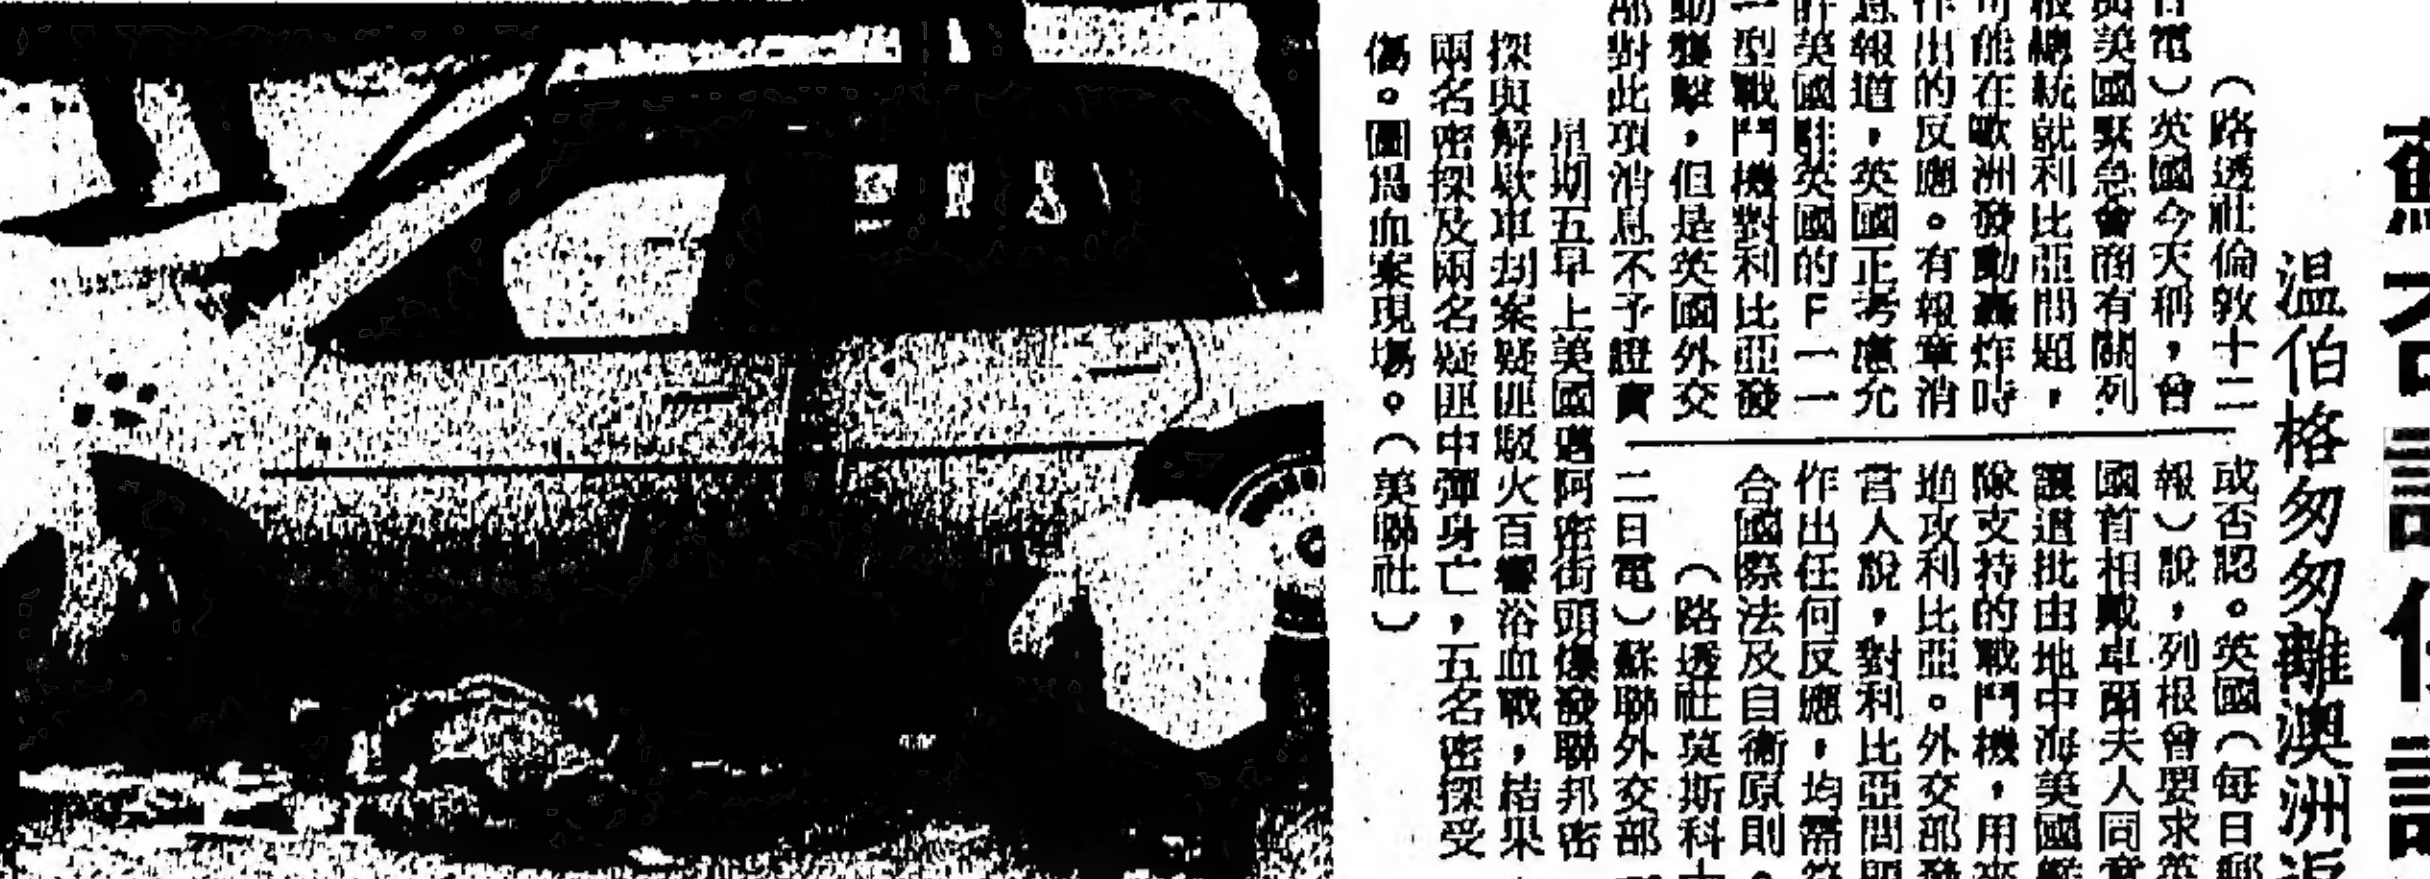 温伯格匆匆離澳洲返
（路透社倫敦十二
日電）英國今天稱，曾
與美國緊急會商有關列
根總統就利比亞問題，
可能在歐洲發動轟炸時
作出的反應。有報章消
息報道，英國正考慮允
許美國駐英國的F一一
一型戰鬥機對利比亞發
動襲擊，但是英國外交
部對此項消息不予證實
或否認。英國（每日郵
報）說，列根曾要求英
國首相戴卓爾夫人同意
讓這批由地中海美國艦
隊支持的戰鬥機，用來
進攻利比亞。外交部發
言人說，對利比亞問題
作出任何反應，均需符
合國際法及自衛原則。
（路透社莫斯科十
二日電）蘇聯外交部
星期五早上美國邁阿密街頭爆發聯邦密
探與解款車刼案疑匪駁火百響浴血戰，結果
兩名密探及兩名疑匪中彈身亡，五名密探受
傷。圖爲血案現場。（美聯社）